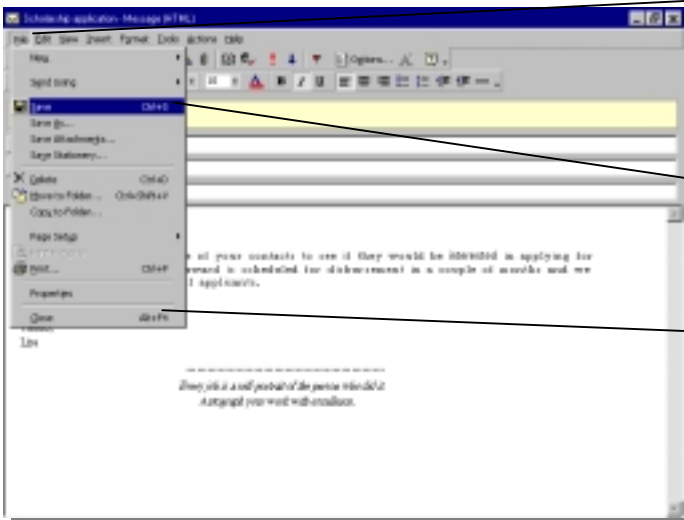 Scholarship application - Message (HTML)
File Edit View Insert Format Tools Actions Help
Options...
New
Send Using
Save Ctrl+S
Save As...
Save Attachments...
Save Stationery...
Delete Ctrl+D
Move to Folder... Ctrl+Shift+V
Copy to Folder...
Page Setup
Print... Ctrl+P
Properties
Close Alt+F4
of your contacts to see if they would be interested in applying for
award is scheduled for disbursement in a couple of months and we
applicants.
Every job is a self portrait of the person who did it.
Autograph your work with excellence.